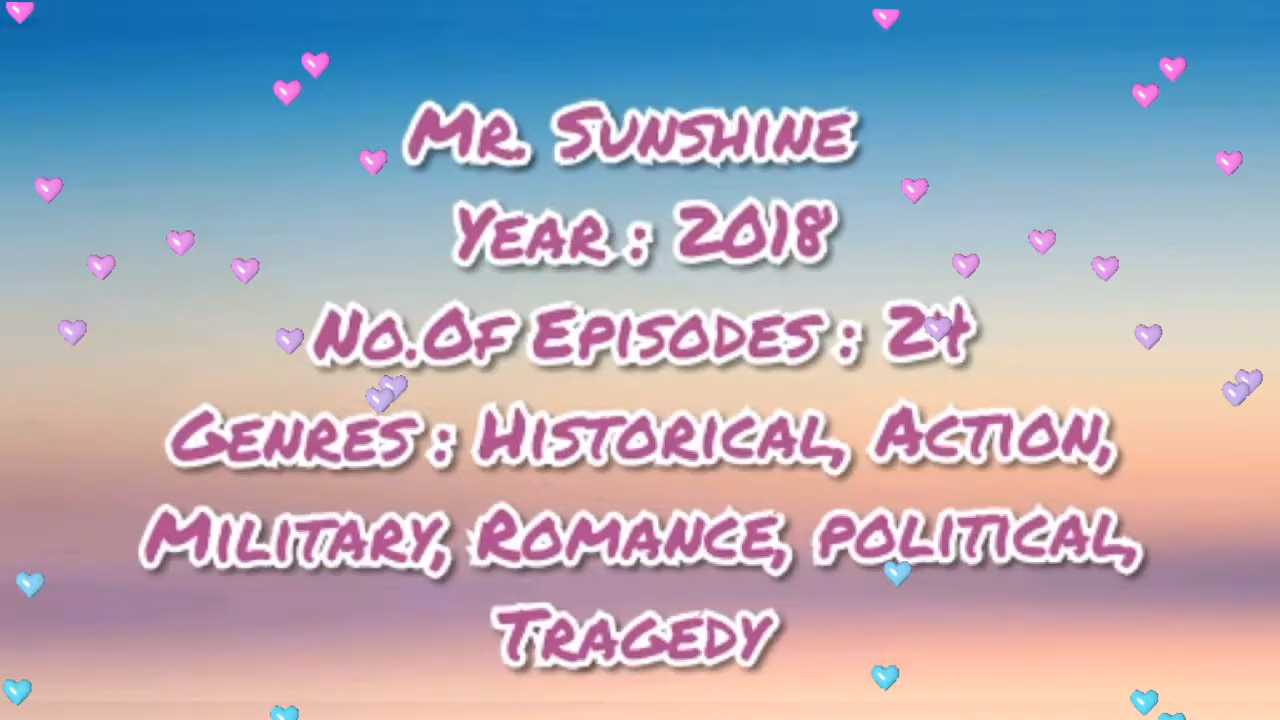 Mr. Sunshine
Year : 2018
No.Of Episodes : 24
Genres : Historical, Action,
Military, Romance, political,
Tragedy